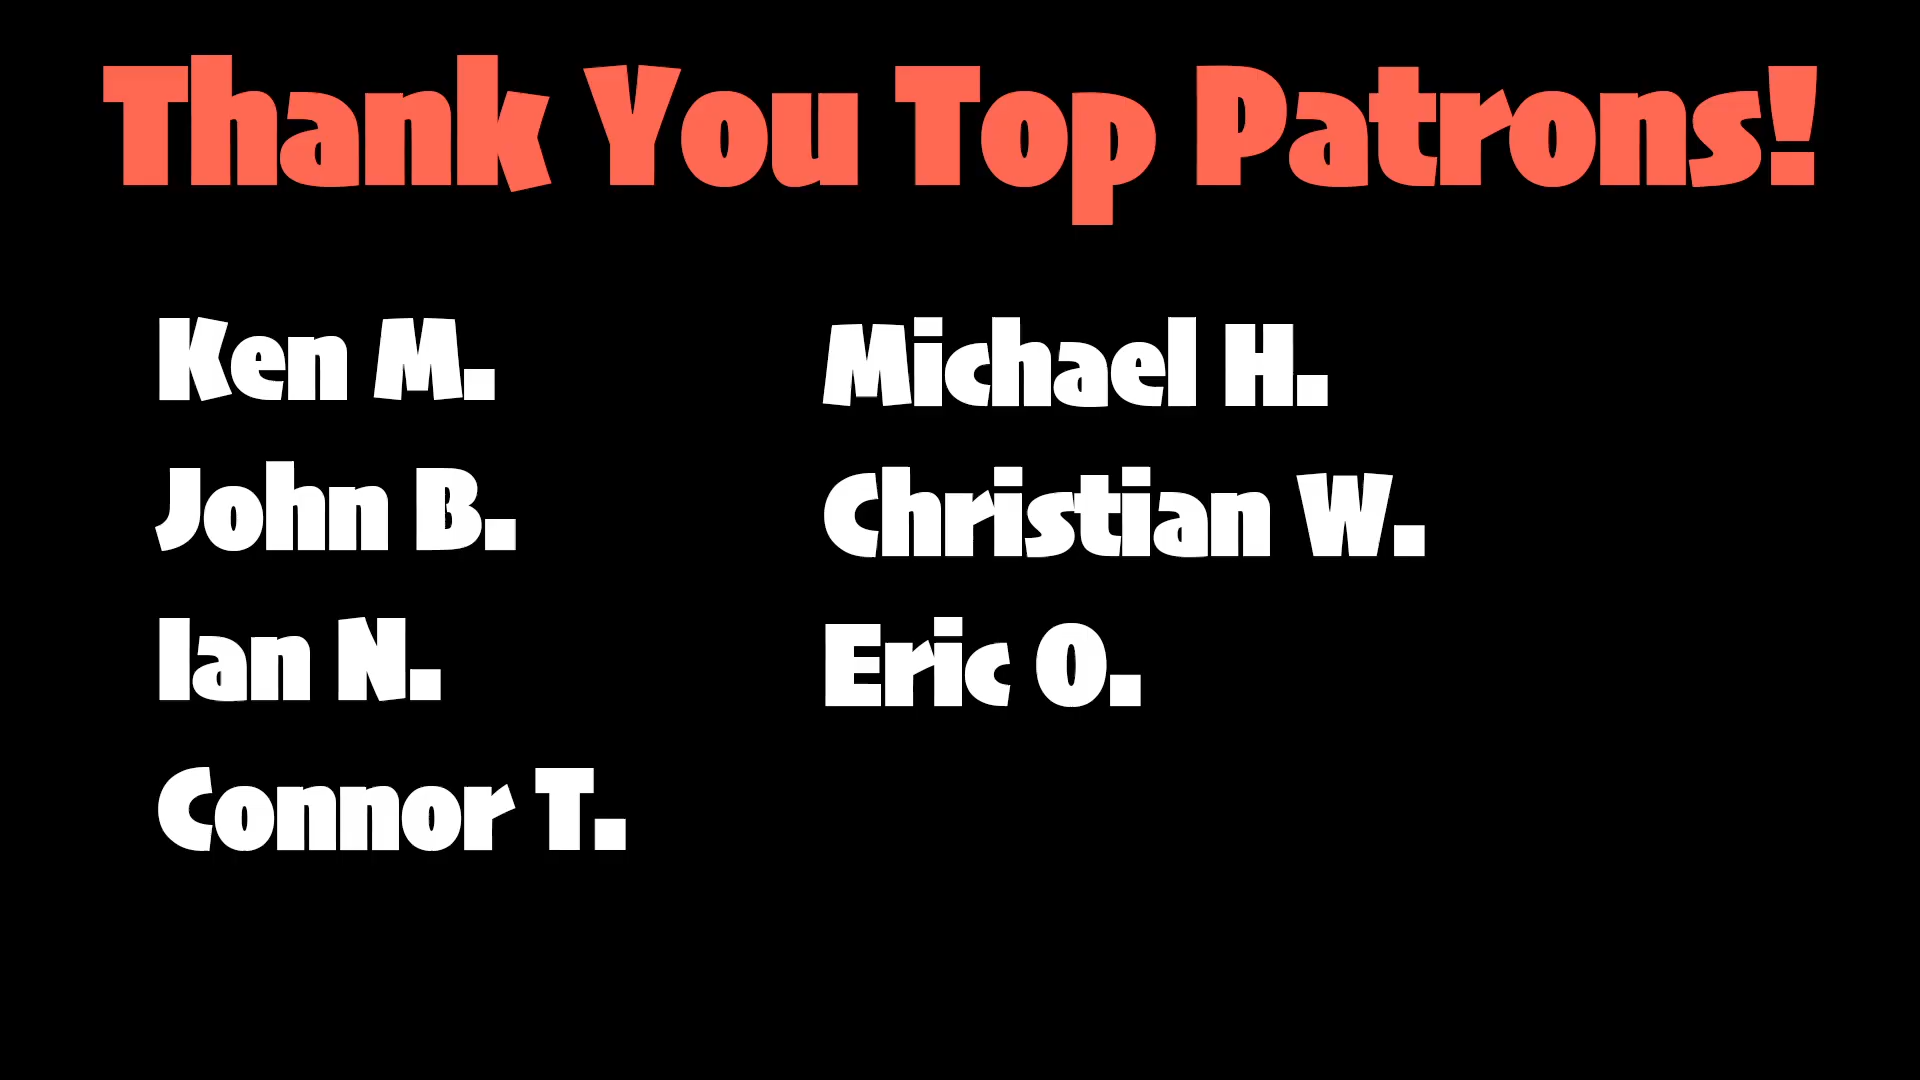 Thank You Top Patrons!
Ken M.
John B.
Ian N.
Connor T.
Michael H.
Christian W.
Eric O.